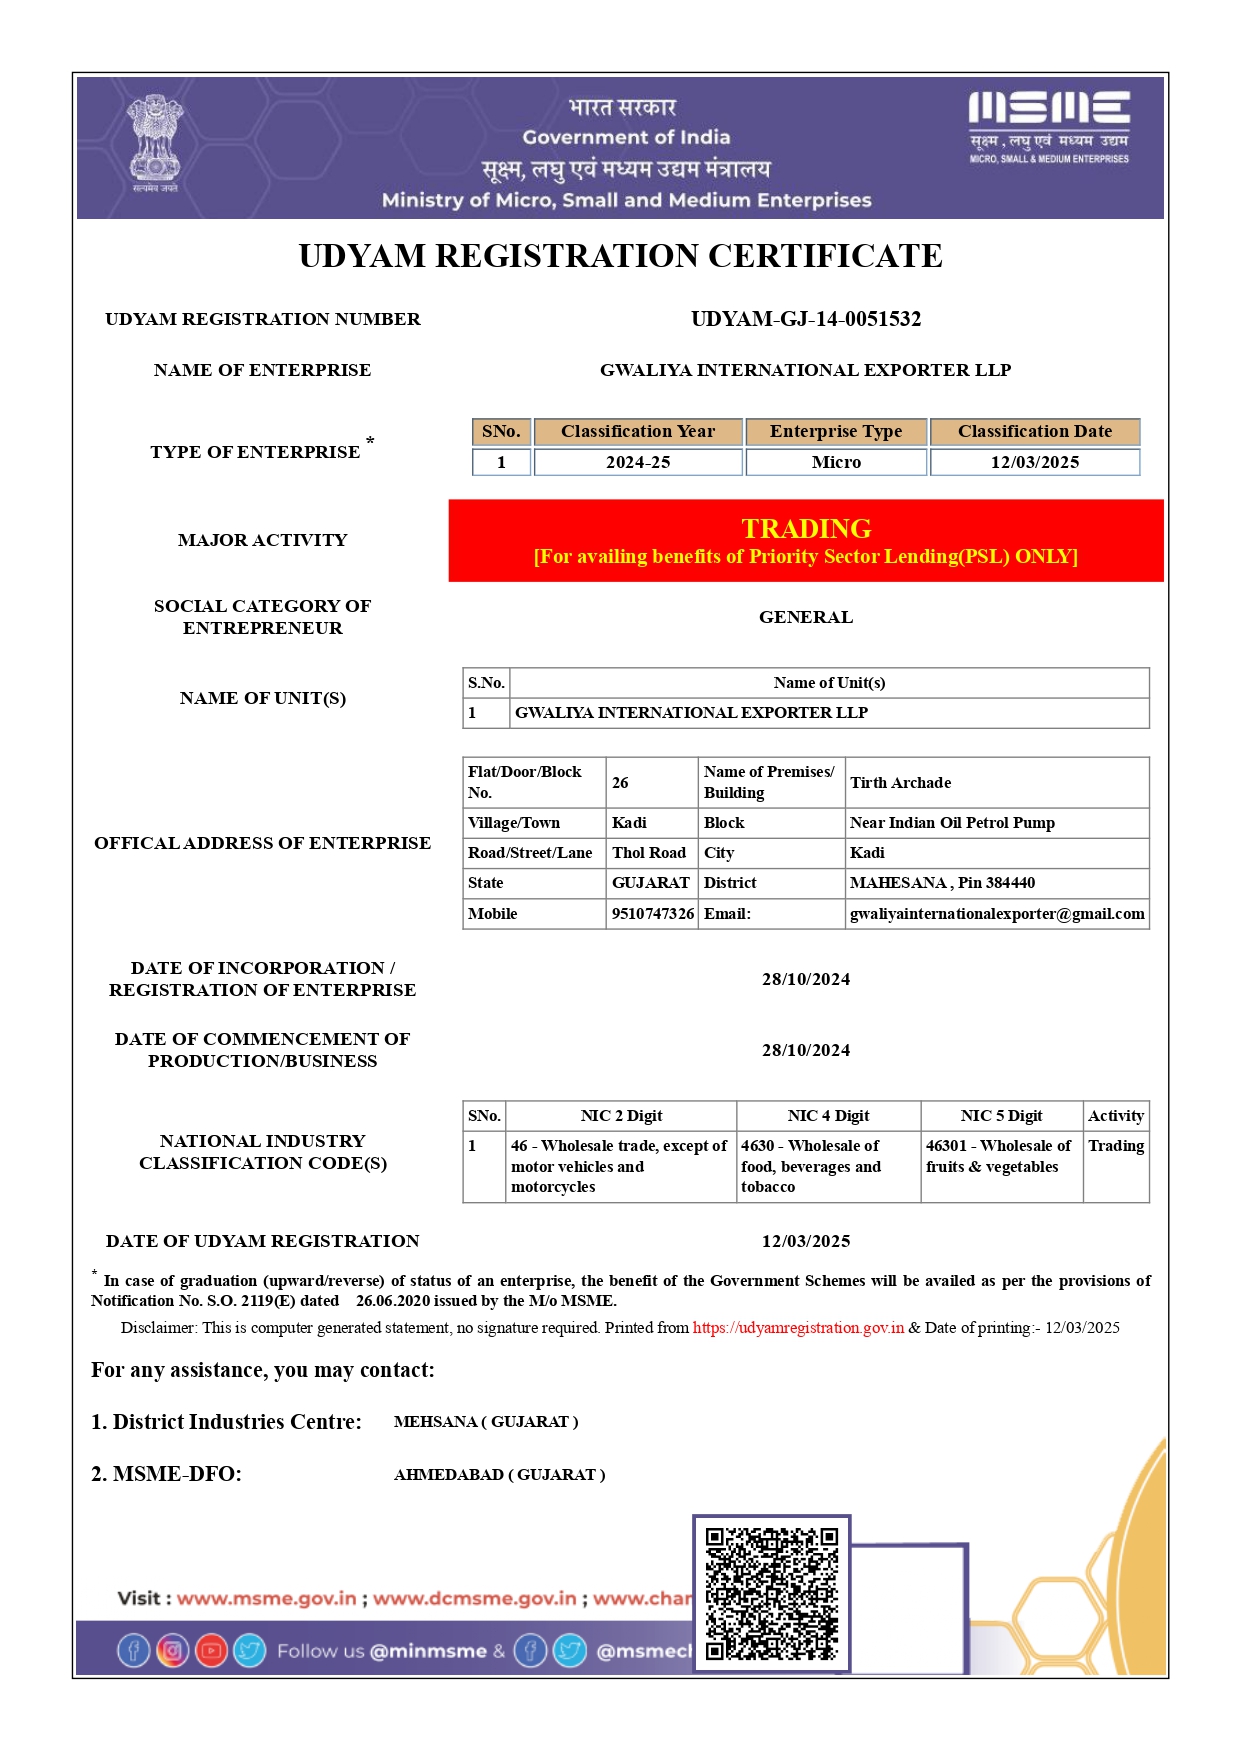 भारत सरकार
Government of India
सूक्ष्म, लघु एवं मध्यम उद्यम मंत्रालय
Ministry of Micro, Small and Medium Enterprises
सत्यमेव जयते
MSME
सूक्ष्म, लघु एवं मध्यम उद्यम
MICRO, SMALL & MEDIUM ENTERPRISES
UDYAM REGISTRATION CERTIFICATE
UDYAM REGISTRATION NUMBER UDYAM-GJ-14-0051532
NAME OF ENTERPRISE GWALIYA INTERNATIONAL EXPORTER LLP
TYPE OF ENTERPRISE *
SNo. Classification Year Enterprise Type Classification Date
1 2024-25 Micro 12/03/2025
MAJOR ACTIVITY
TRADING
[For availing benefits of Priority Sector Lending(PSL) ONLY]
SOCIAL CATEGORY OF
ENTREPRENEUR
GENERAL
NAME OF UNIT(S)
S.No. Name of Unit(s)
1 GWALIYA INTERNATIONAL EXPORTER LLP
OFFICAL ADDRESS OF ENTERPRISE
Flat/Door/Block
No.
26
Name of Premises/
Building
Tirth Archade
Village/Town Kadi Block Near Indian Oil Petrol Pump
Road/Street/Lane Thol Road City Kadi
State GUJARAT District MAHESANA , Pin 384440
Mobile 9510747326 Email: gwaliyainternationalexporter@gmail.com
DATE OF INCORPORATION /
REGISTRATION OF ENTERPRISE
28/10/2024
DATE OF COMMENCEMENT OF
PRODUCTION/BUSINESS
28/10/2024
NATIONAL INDUSTRY
CLASSIFICATION CODE(S)
SNo. NIC 2 Digit NIC 4 Digit NIC 5 Digit Activity
1 46 - Wholesale trade, except of 4630 - Wholesale of 46301 - Wholesale of Trading
motor vehicles and food, beverages and fruits & vegetables
motorcycles tobacco
DATE OF UDYAM REGISTRATION 12/03/2025
* In case of graduation (upward/reverse) of status of an enterprise, the benefit of the Government Schemes will be availed as per the provisions of
Notification No. S.O. 2119(E) dated 26.06.2020 issued by the M/o MSME.
Disclaimer: This is computer generated statement, no signature required. Printed from https://udyamregistration.gov.in & Date of printing:- 12/03/2025
For any assistance, you may contact:
1. District Industries Centre: MEHSANA ( GUJARAT )
2. MSME-DFO: AHMEDABAD ( GUJARAT )
Visit : www.msme.gov.in ; www.dcmsme.gov.in ; www.char
Follow us @minmsme & @msmecl